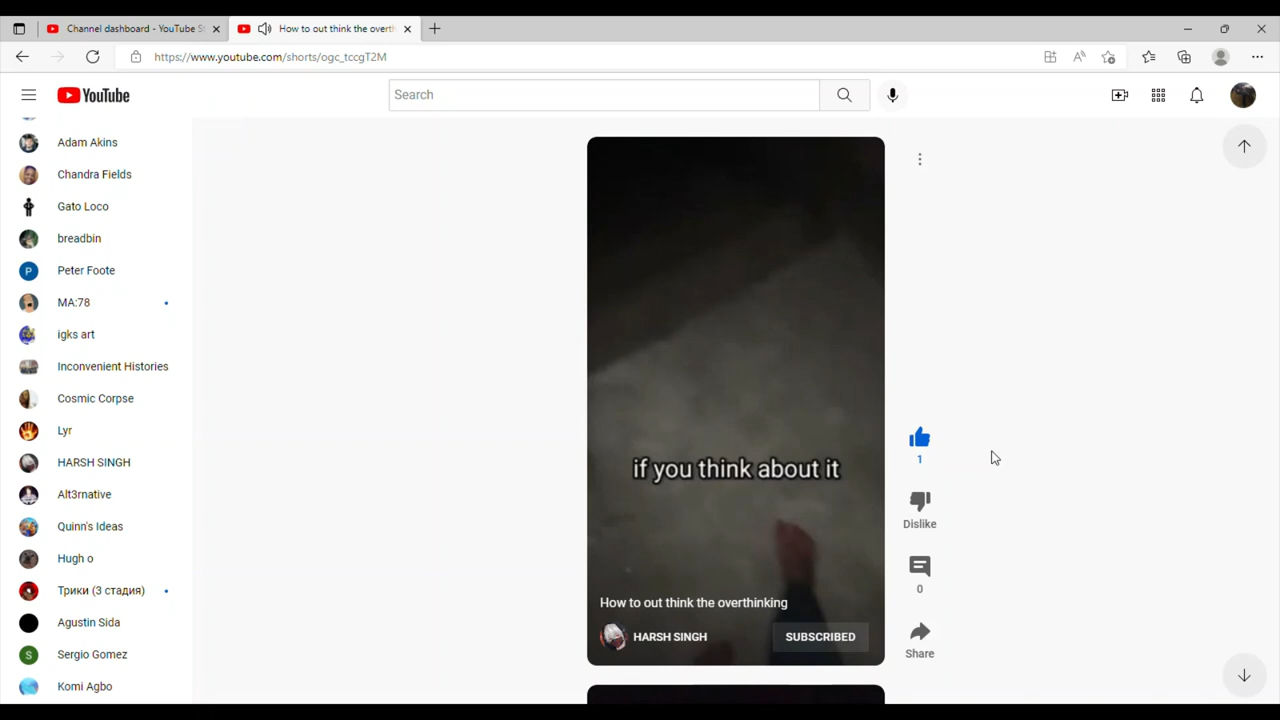 Channel dashboard - YouTube S
How to out think the overth
https://www.youtube.com/shorts/ogc_tccgT2M
YouTube
Search
Adam Akins
Chandra Fields
Gato Loco
breadbin
P
Peter Foote
MA:78
igks art
Inconvenient Histories
Cosmic Corpse
Lyr
HARSH SINGH
Alt3rnative
Quinn's Ideas
Hugh o
Трики (3 стадия)
Agustin Sida
S
Sergio Gomez
Komi Agbo
if you think about it
How to out think the overthinking
HARSH SINGH
SUBSCRIBED
1
Dislike
0
Share